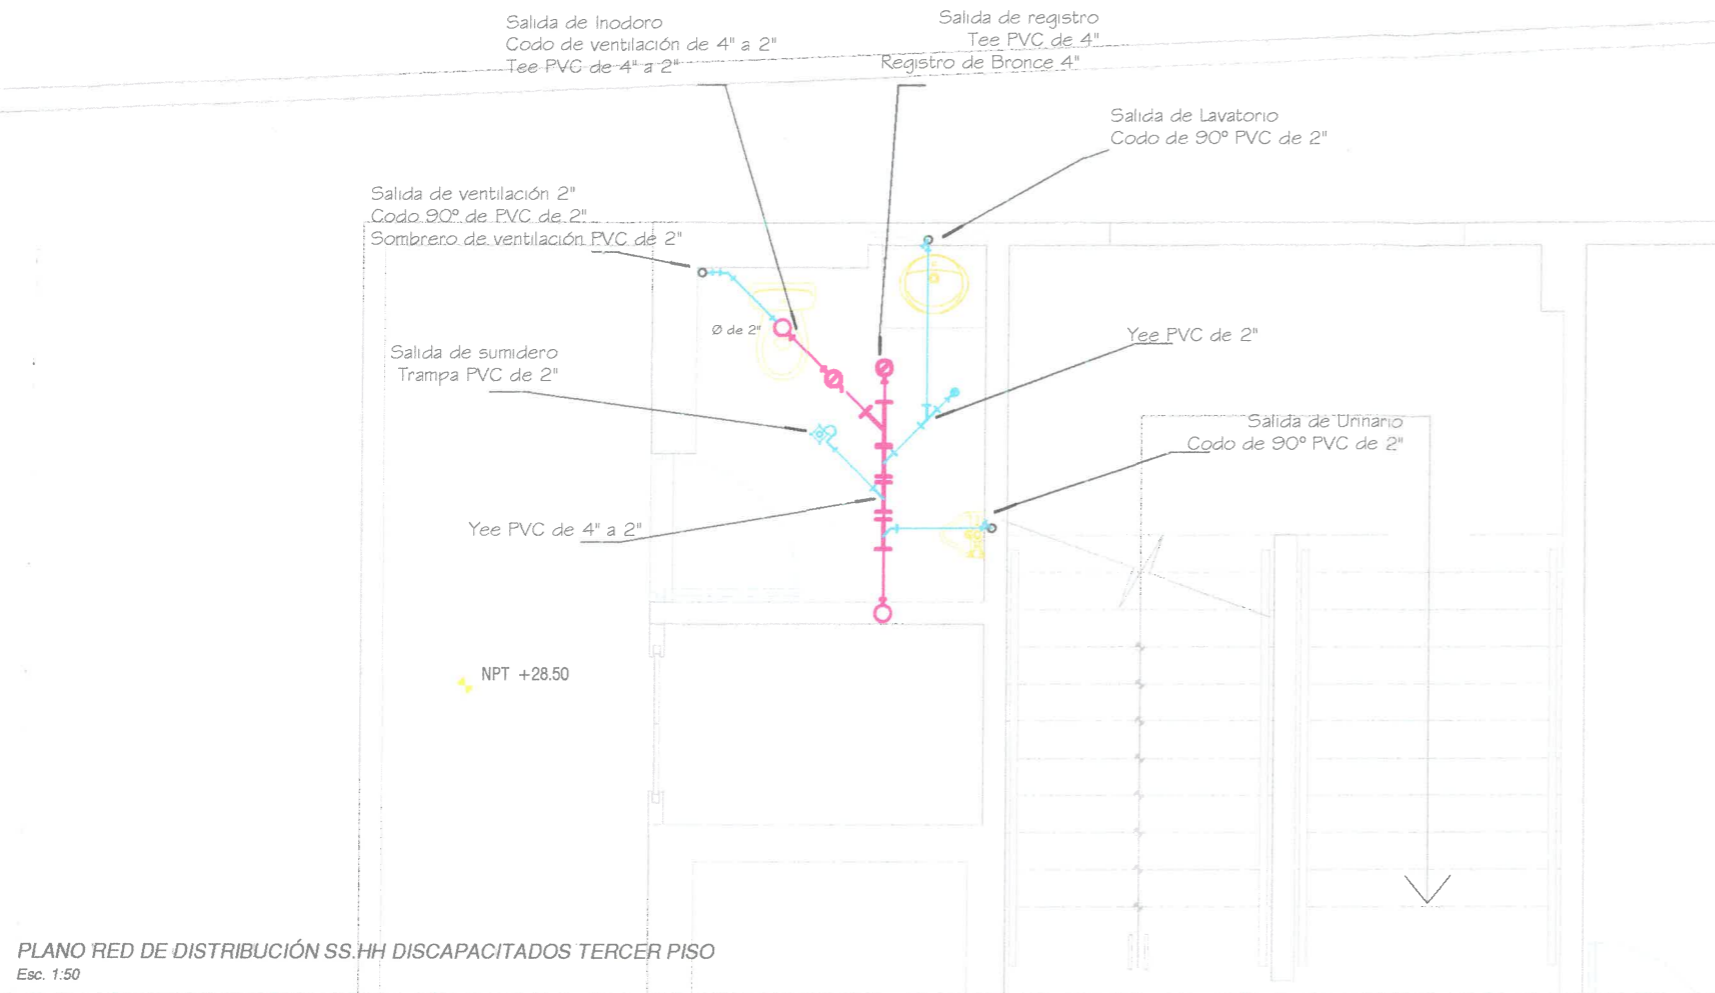 Salida de Inodoro
Codo de ventilación de 4" a 2"
Tee PVC de 4" a 2"
Salida de registro
Tee PVC de 4"
Registro de Bronce 4"
Salida de Lavatorio
Codo de 90º PVC de 2"
Salida de ventilación 2"
Codo 90º de PVC de 2"
Sombrero de ventilación PVC de 2"
Ø de 2"
Yee PVC de 2"
Salida de sumidero
Trampa PVC de 2"
Salida de Urinario
Codo de 90º PVC de 2"
Yee PVC de 4" a 2"
NPT +28.50
PLANO RED DE DISTRIBUCIÓN SS.HH DISCAPACITADOS TERCER PISO
Esc. 1:50